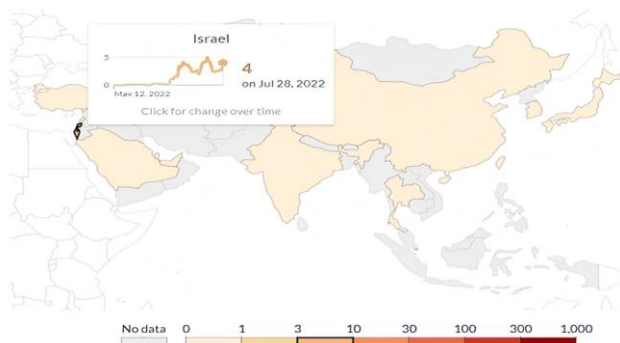 Israel
5
4
0
on Jul 28, 2022
May 12, 2022
Click for change over time
No data 0 1 3 10 30 100 300 1,000